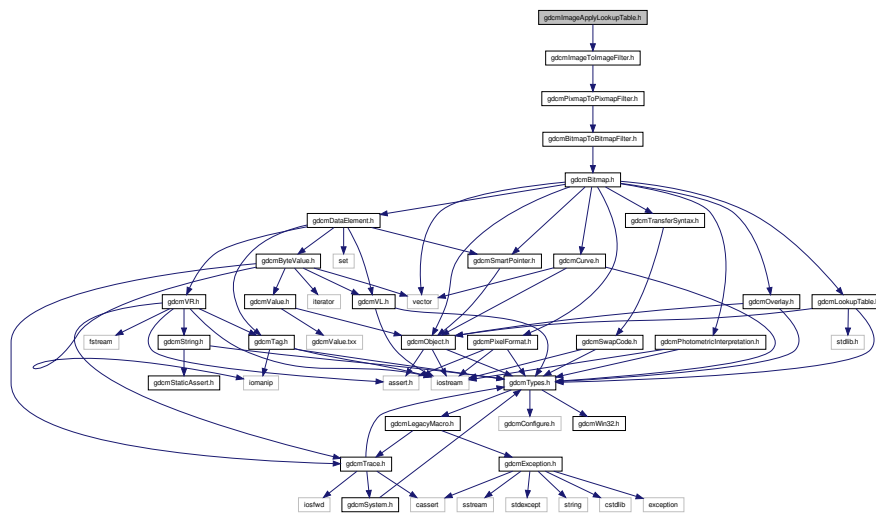 gdcmImageApplyLookupTable.h
gdcmImageToImageFilter.h
gdcmPixmapToPixmapFilter.h
gdcmBitmapToBitmapFilter.h
gdcmBitmap.h
gdcmDataElement.h
gdcmTransferSyntax.h
gdcmByteValue.h
set
gdcmSmartPointer.h
gdcmCurve.h
gdcmVR.h
gdcmValue.h
iterator
gdcmVL.h
vector
gdcmOverlay.h
gdcmLookupTable.h
fstream
gdcmString.h
gdcmTag.h
gdcmValue.txx
gdcmObject.h
gdcmPixelFormat.h
gdcmSwapCode.h
gdcmPhotometricInterpretation.h
stdlib.h
gdcmStaticAssert.h
iomanip
assert.h
iostream
gdcmTypes.h
gdcmLegacyMacro.h
gdcmConfigure.h
gdcmWin32.h
gdcmTrace.h
gdcmException.h
iosfwd
gdcmSystem.h
cassert
sstream
stdexcept
string
cstdlib
exception